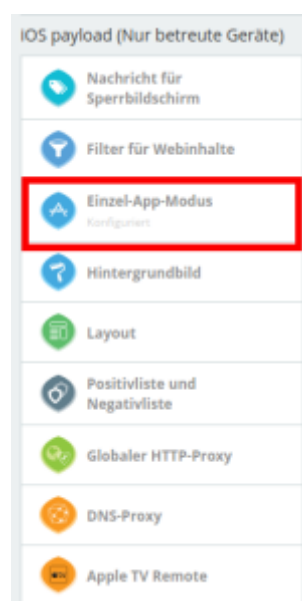 iOS payload (Nur betreute Geräte)
Nachricht für
Sperrbildschirm
Filter für Webinhalte
Einzel-App-Modus
Konfiguriert
Hintergrundbild
Layout
Positivliste und
Negativliste
Globaler HTTP-Proxy
DNS-Proxy
Apple TV Remote